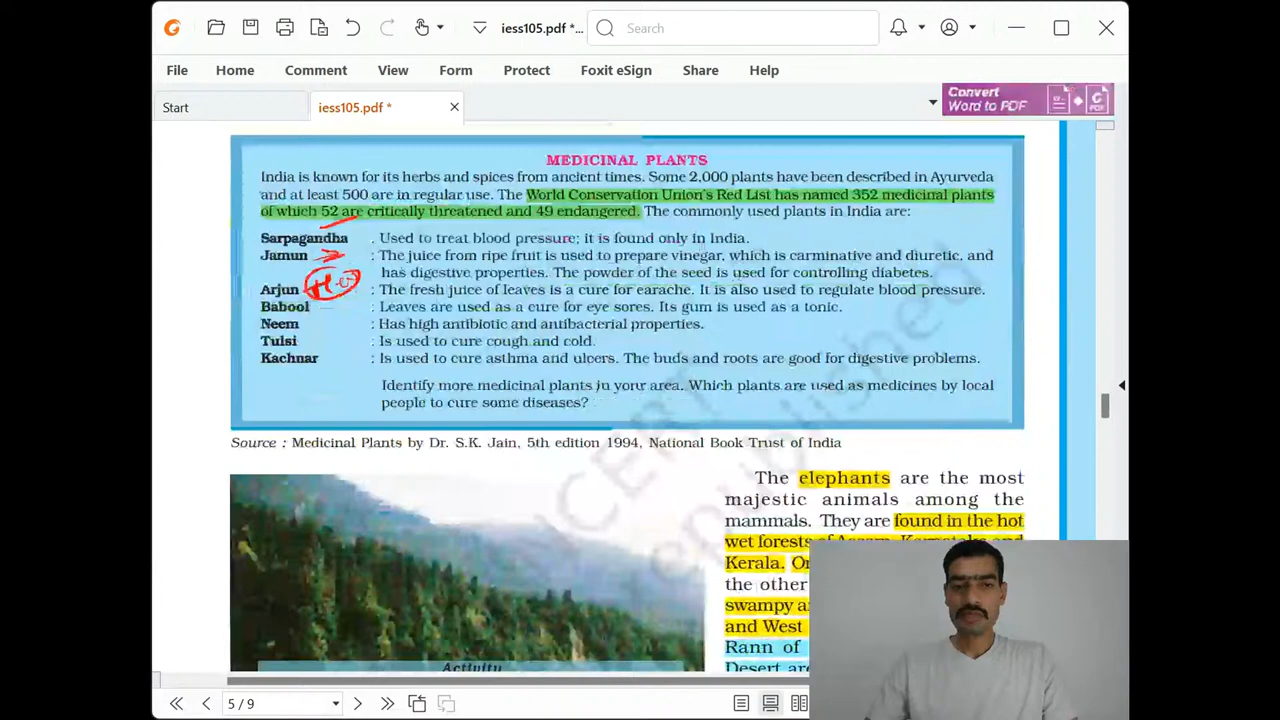 iess105.pdf *...
Search
File Home Comment View Form Protect Foxit eSign Share Help
Start
iess105.pdf *
Convert
Word to PDF
MEDICINAL PLANTS
India is known for its herbs and spices from ancient times. Some 2,000 plants have been described in Ayurveda
and at least 500 are in regular use. The World Conservation Union's Red List has named 352 medicinal plants
of which 52 are critically threatened and 49 endangered. The commonly used plants in India are:
Sarpagandha : Used to treat blood pressure; it is found only in India.
Jamun : The juice from ripe fruit is used to prepare vinegar, which is carminative and diuretic, and
has digestive properties. The powder of the seed is used for controlling diabetes.
Arjun : The fresh juice of leaves is a cure for earache. It is also used to regulate blood pressure.
Babool : Leaves are used as a cure for eye sores. Its gum is used as a tonic.
Neem : Has high antibiotic and antibacterial properties.
Tulsi : Is used to cure cough and cold.
Kachnar : Is used to cure asthma and ulcers. The buds and roots are good for digestive problems.
Identify more medicinal plants in your area. Which plants are used as medicines by local
people to cure some diseases?
Source : Medicinal Plants by Dr. S.K. Jain, 5th edition 1994, National Book Trust of India
The elephants are the most
majestic animals among the
mammals. They are found in the hot
wet forests of Assam, Karnataka and
Kerala.
the other
swampy
and West
Rann of
Desert are
Activity
5 / 9